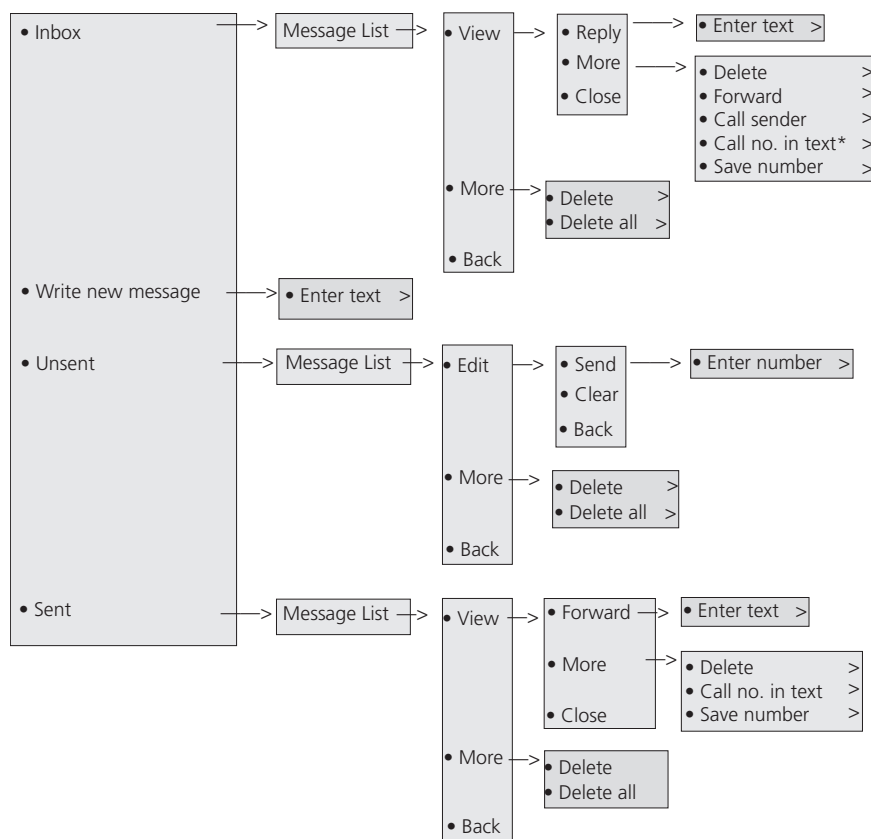 • Inbox
Message List
• View
• Reply
• Enter text >
• More
• Close
• Delete >
• Forward >
• Call sender >
• Call no. in text* >
• Save number >
• More
• Delete >
• Delete all >
• Back
• Write new message
• Enter text >
• Unsent
Message List
• Edit
• Send
• Enter number >
• Clear
• Back
• More
• Delete >
• Delete all >
• Back
• Sent
Message List
• View
• Forward
• Enter text >
• More
• Close
• Delete >
• Call no. in text >
• Save number >
• More
• Delete
• Delete all
• Back